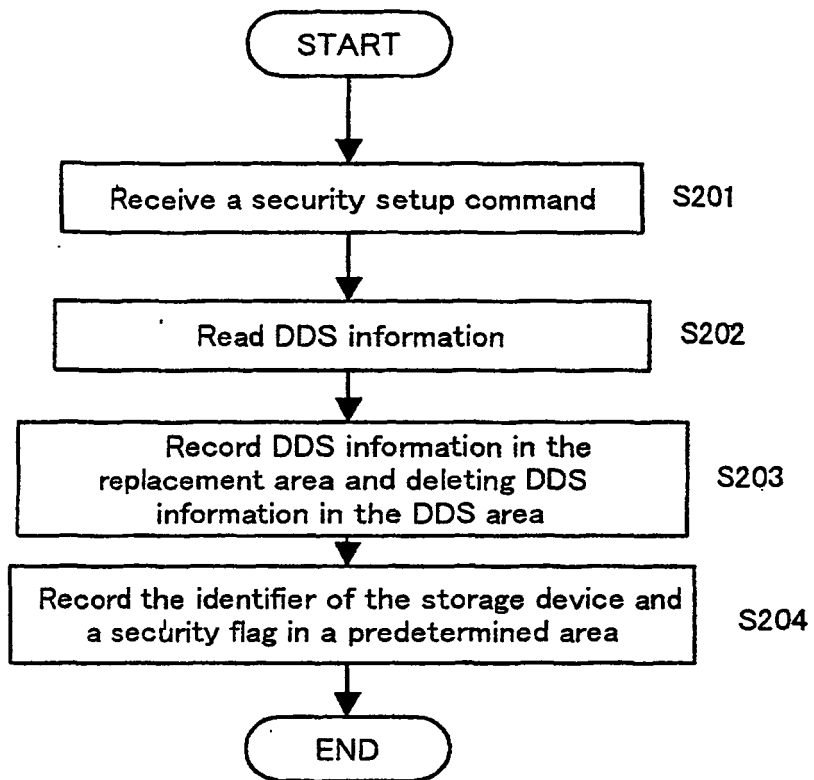 START
Receive a security setup command
S201
Read DDS information
S202
Record DDS information in the
replacement area and deleting DDS
information in the DDS area
S203
Record the identifier of the storage device and
a security flag in a predetermined area
S204
END